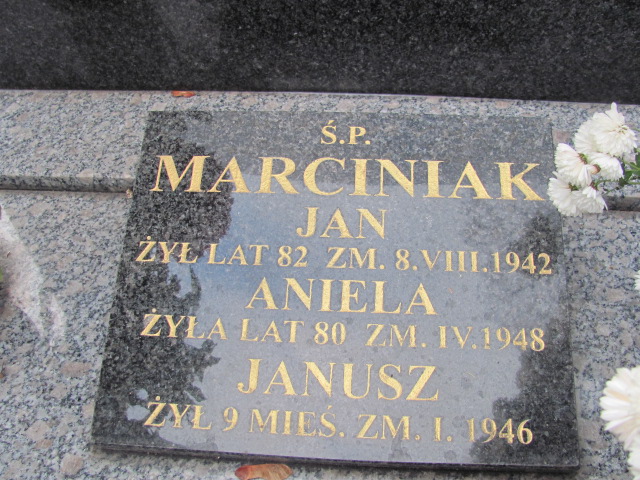 Ś.P.
MARCINIAK
JAN
ŻYŁ LAT 82 ZM. 8.VIII.1942
ANIELA
ŻYŁA LAT 80 ZM. IV.1948
JANUSZ
ŻYŁ 9 MIEŚ. ZM. I. 1946